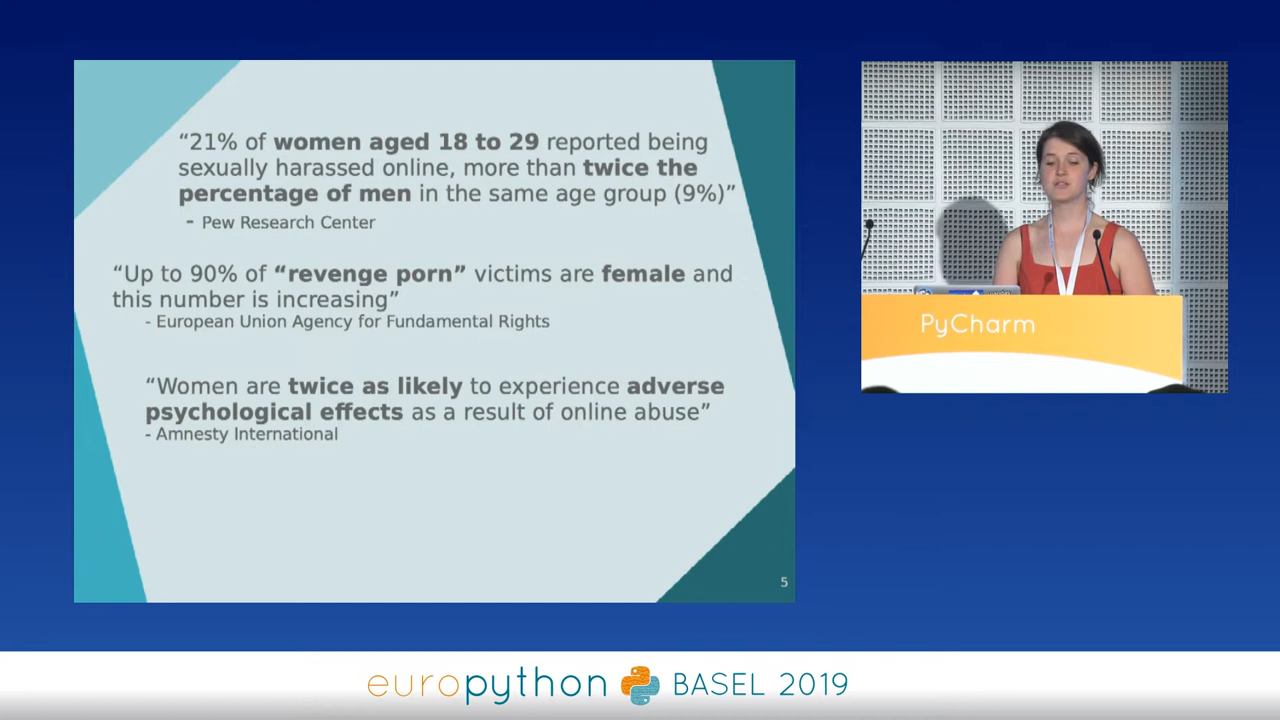 “21% of women aged 18 to 29 reported being
sexually harassed online, more than twice the
percentage of men in the same age group (9%)”
- Pew Research Center
“Up to 90% of “revenge porn” victims are female and
this number is increasing”
- European Union Agency for Fundamental Rights
“Women are twice as likely to experience adverse
psychological effects as a result of online abuse”
- Amnesty International
5
PyCharm
europython BASEL 2019